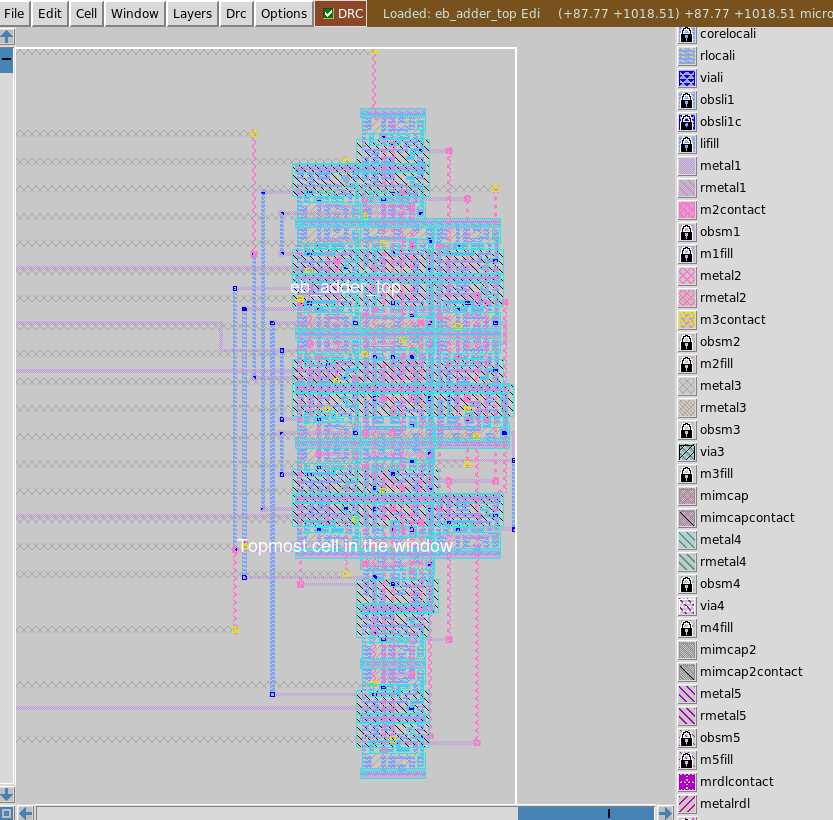 File Edit Cell Window Layers Drc Options DRC Loaded: eb_adder_top Edi (+87.77 +1018.51) +87.77 +1018.51 micro
corelocali
rlocali
viali
obsli1
obsli1c
lifill
metal1
rmetal1
m2contact
obsm1
m1fill
metal2
eb_adder_top
rmetal2
m3contact
obsm2
m2fill
metal3
rmetal3
obsm3
via3
m3fill
mimcap
mimcapcontact
metal4
Topmost cell in the window
rmetal4
obsm4
via4
m4fill
mimcap2
mimcap2contact
metal5
rmetal5
obsm5
m5fill
mrdlcontact
metalrdl